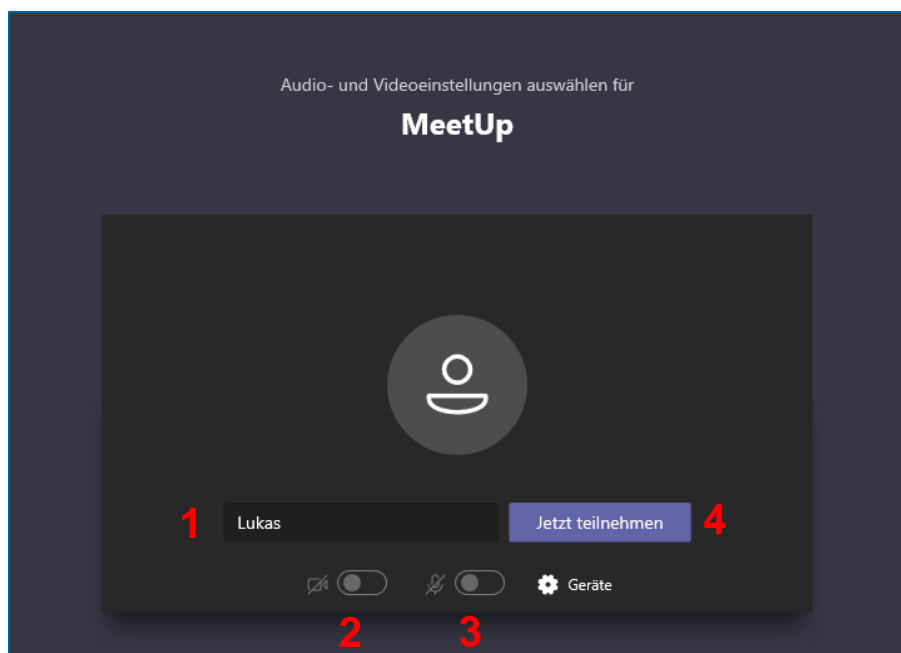 Audio- und Videoeinstellungen auswählen für
MeetUp
1 Lukas Jetzt teilnehmen 4
Geräte
2 3